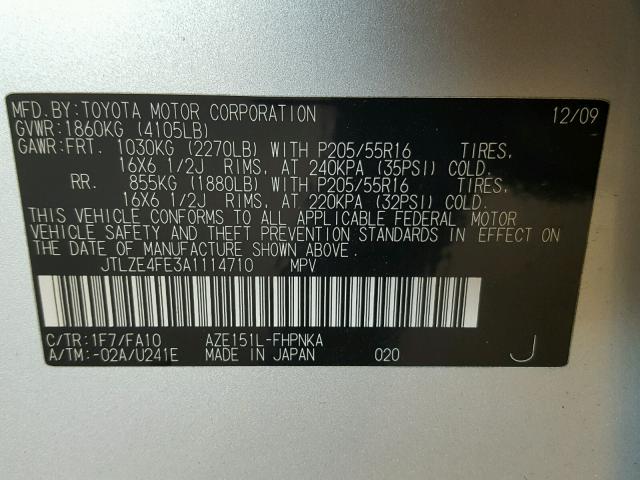 MFD.BY:TOYOTA MOTOR CORPORATION 12/09
GVWR:1860KG (4105LB)
GAWR:FRT. 1030KG (2270LB) WITH P205/55R16 TIRES,
16X6 1/2J RIMS, AT 240KPA (35PSI) COLD.
RR. 855KG (1880LB) WITH P205/55R16 TIRES,
16X6 1/2J RIMS, AT 220KPA (32PSI) COLD.
THIS VEHICLE CONFORMS TO ALL APPLICABLE FEDERAL MOTOR
VEHICLE SAFETY AND THEFT PREVENTION STANDARDS IN EFFECT ON
THE DATE OF MANUFACTURE SHOWN ABOVE.
JTLZE4FE3A1114710 MPV
C/TR:1F7/FA10 AZE151L-FHPNKA
A/TM:-02A/U241E MADE IN JAPAN 020 J